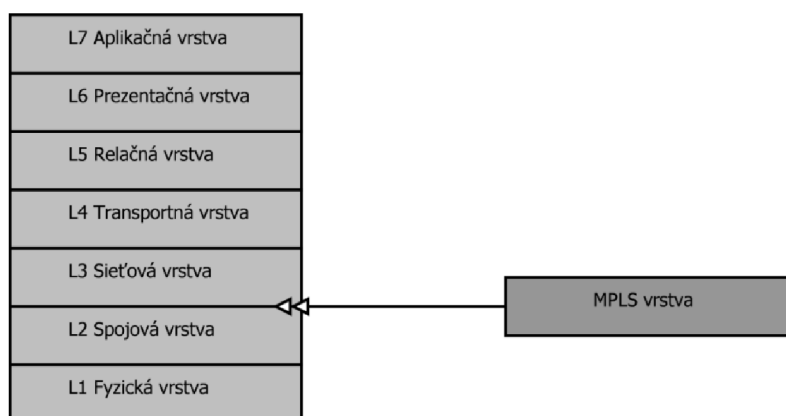 L7 Aplikačná vrstva
L6 Prezentačná vrstva
L5 Relačná vrstva
L4 Transportná vrstva
L3 Sieťová vrstva
MPLS vrstva
L2 Spojová vrstva
L1 Fyzická vrstva